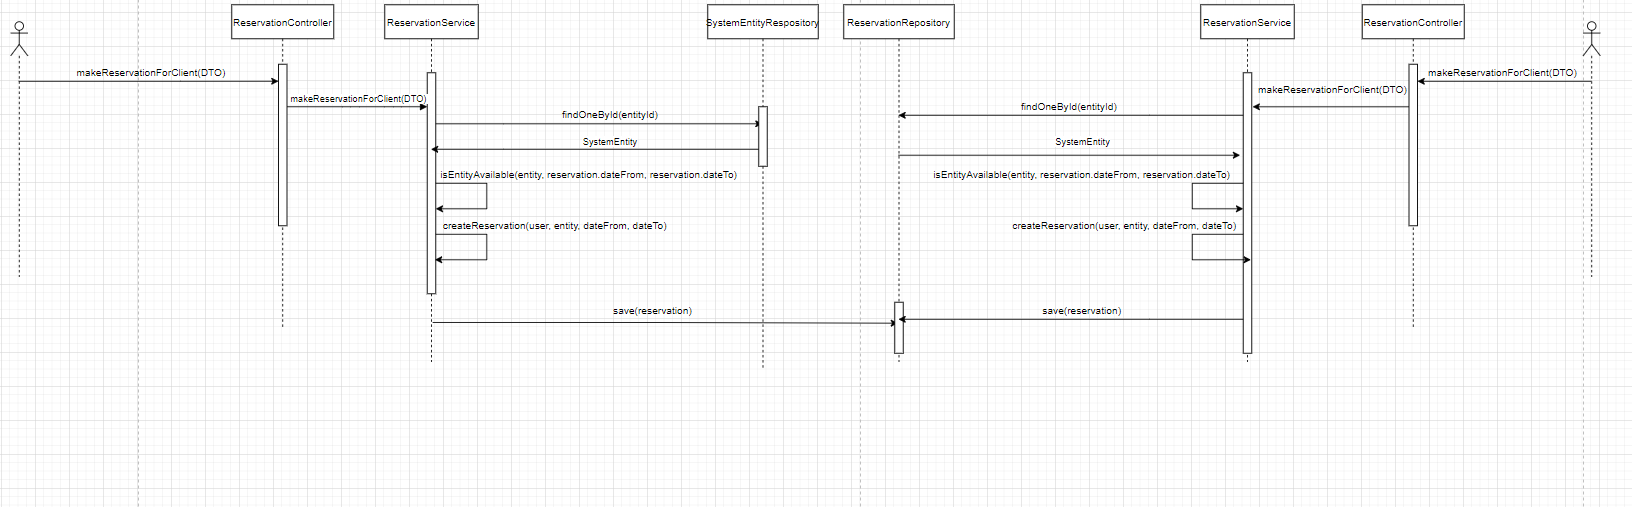 ReservationController
ReservationService
SystemEntityRespository
ReservationRepository
ReservationService
ReservationController
makeReservationForClient(DTO)
makeReservationForClient(DTO)
makeReservationForClient(DTO)
makeReservationForClient(DTO)
findOneById(entityId)
findOneById(entityId)
SystemEntity
SystemEntity
isEntityAvailable(entity, reservation.dateFrom, reservation.dateTo)
isEntityAvailable(entity, reservation.dateFrom, reservation.dateTo)
createReservation(user, entity, dateFrom, dateTo)
createReservation(user, entity, dateFrom, dateTo)
save(reservation)
save(reservation)